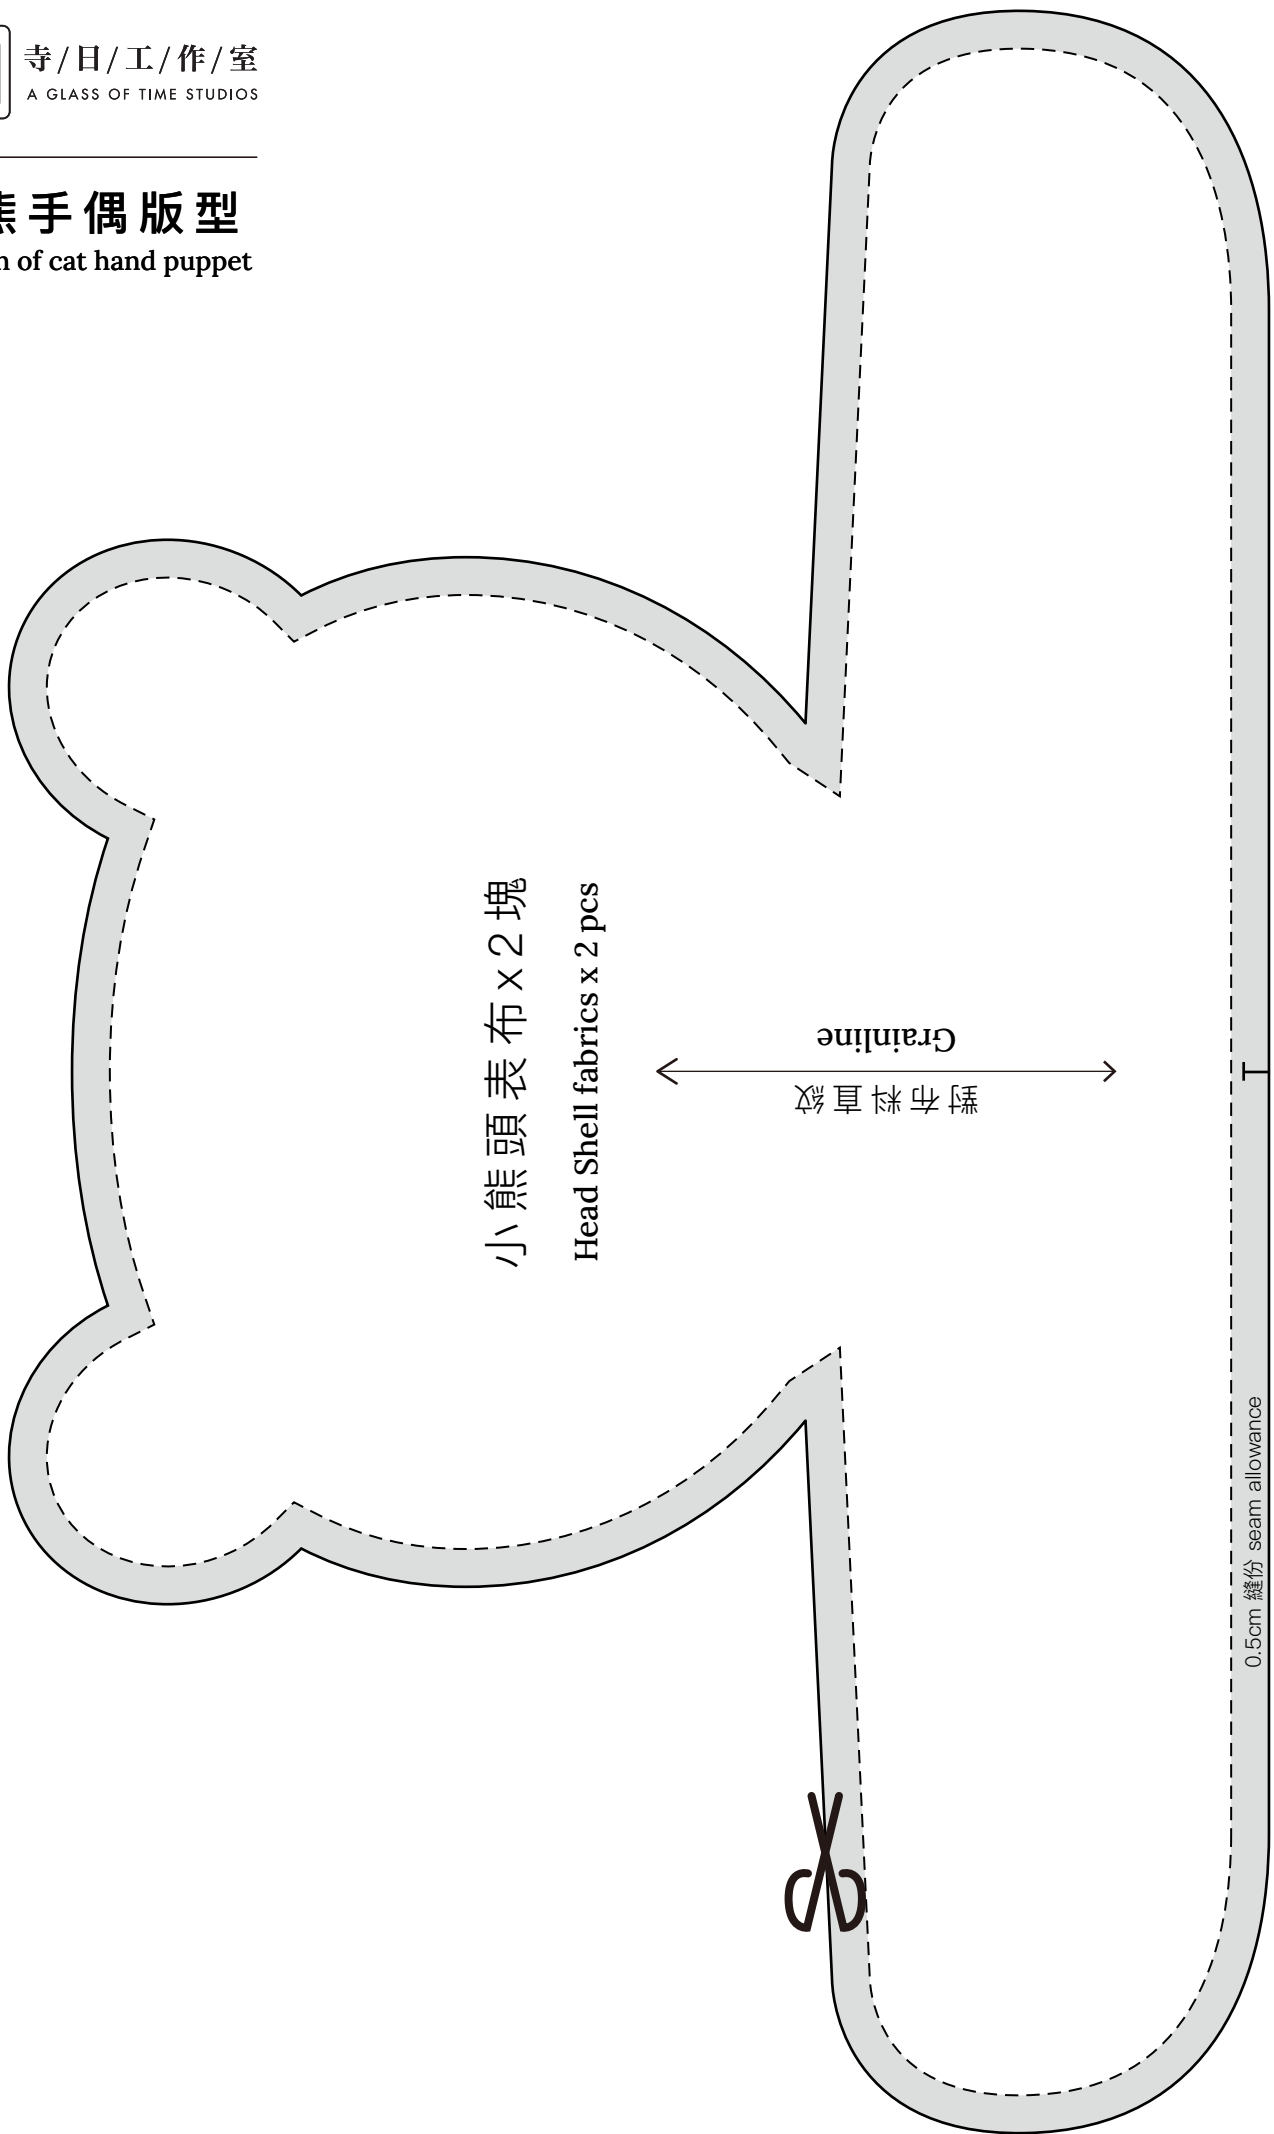 寺/日/工/作/室
A GLASS OF TIME STUDIOS
熊手偶版型
of cat hand puppet
小熊頭表布x2塊
Head Shell fabrics x 2 pcs
Grainline
對布料直紋
0.5cm 縫份 seam allowance